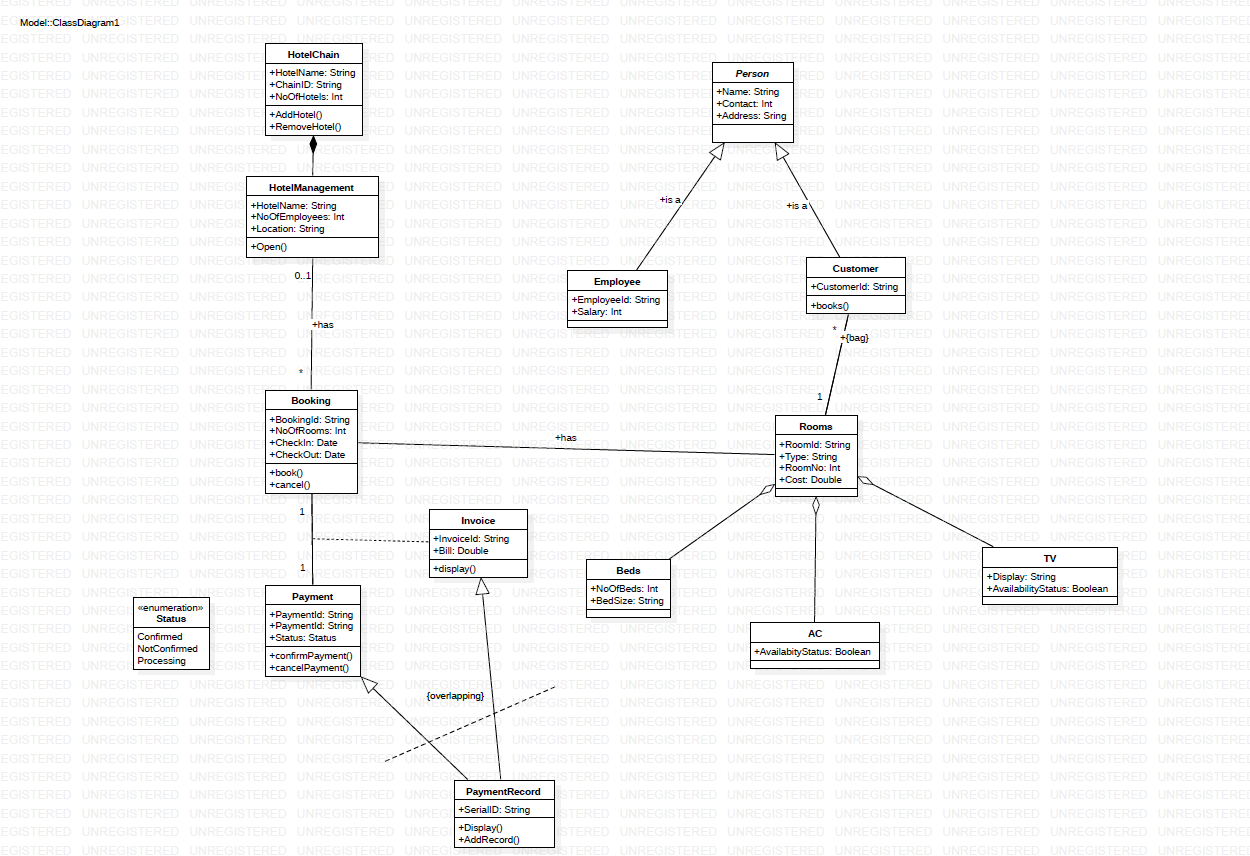 Model::ClassDiagram1
HotelChain
+HotelName: String
+ChainID: String
+NoOfHotels: Int
+AddHotel()
+RemoveHotel()
Person
+Name: String
+Contact: Int
+Address: Sring
HotelManagement
+HotelName: String
+NoOfEmployees: Int
+Location: String
+Open()
+is a
+is a
Employee
+EmployeeId: String
+Salary: Int
Customer
+CustomerId: String
+books()
0..1
+has
*
*
+{bag}
1
Booking
+BookingId: String
+NoOfRooms: Int
+CheckIn: Date
+CheckOut: Date
+book()
+cancel()
+has
Rooms
+RoomId: String
+Type: String
+RoomNo: Int
+Cost: Double
1
1
Invoice
+InvoiceId: String
+Bill: Double
+display()
Beds
+NoOfBeds: Int
+BedSize: String
TV
+Display: String
+AvailabilityStatus: Boolean
AC
+AvailabityStatus: Boolean
«enumeration»
Status
Confirmed
NotConfirmed
Processing
Payment
+PaymentId: String
+PaymentId: String
+Status: Status
+confirmPayment()
+cancelPayment()
{overlapping}
PaymentRecord
+SerialID: String
+Display()
+AddRecord()
UNREGISTERED